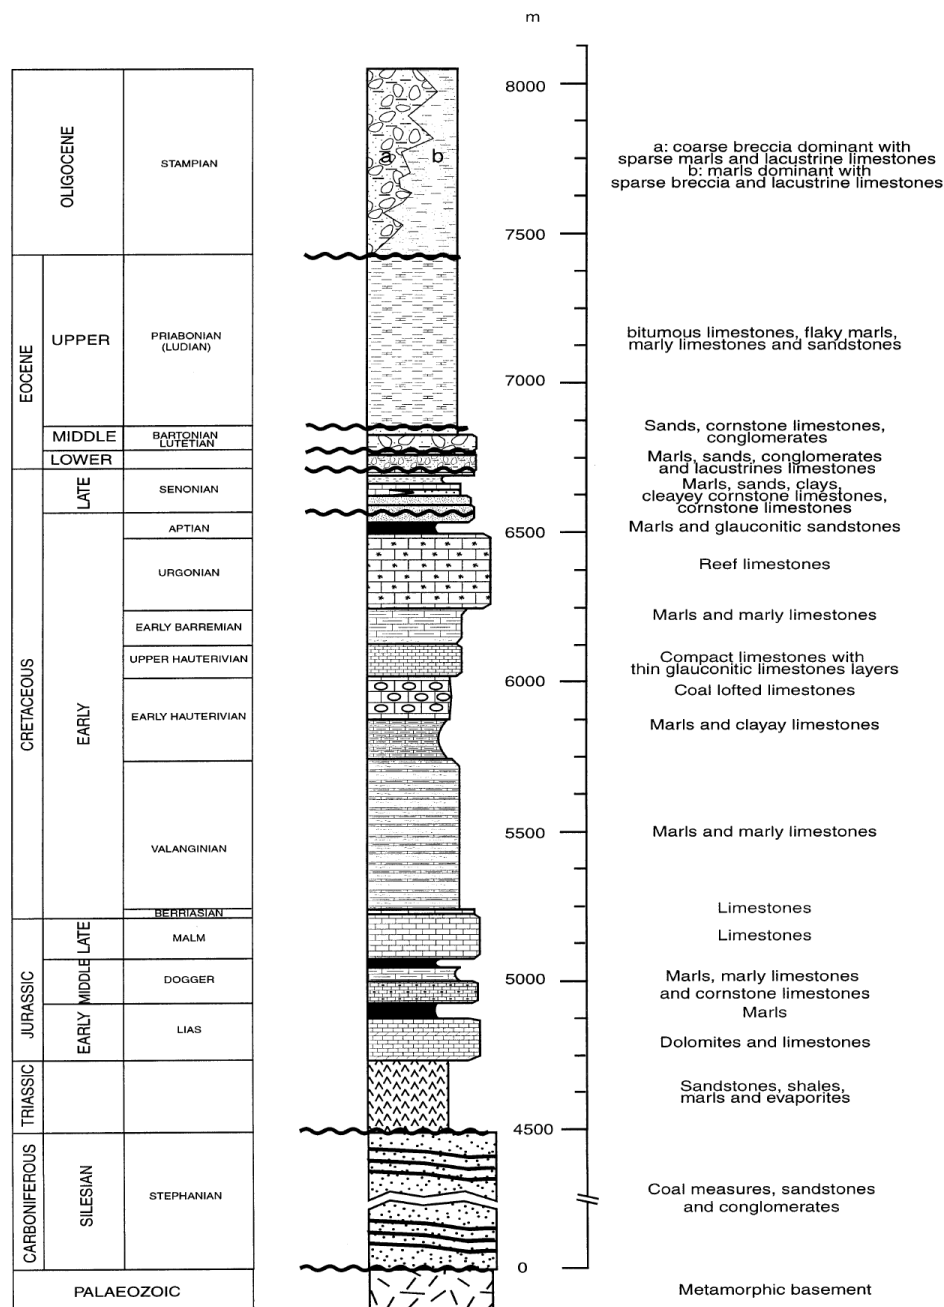 m
8000
7500
7000
6500
6000
5500
5000
4500
0
OLIGOCENE
STAMPIAN
EOCENE
UPPER
PRIABONIAN
(LUDIAN)
MIDDLE
BARTONIAN
LUTETIAN
LOWER
CRETACEOUS
LATE
SENONIAN
EARLY
APTIAN
URGONIAN
EARLY BARREMIAN
UPPER HAUTERIVIAN
EARLY HAUTERIVIAN
VALANGINIAN
BERRIASIAN
JURASSIC
LATE
MALM
MIDDLE
DOGGER
EARLY
LIAS
TRIASSIC
CARBONIFEROUS
SILESIAN
STEPHANIAN
PALAEOZOIC
a
b
a: coarse breccia dominant with
sparse marls and lacustrine limestones
b: marls dominant with
sparse breccia and lacustrine limestones
bitumous limestones, flaky marls,
marly limestones and sandstones
Sands, cornstone limestones,
conglomerates
Marls, sands, conglomerates
and lacustrines limestones
Marls, sands, clays,
cleayey cornstone limestones,
cornstone limestones
Marls and glauconitic sandstones
Reef limestones
Marls and marly limestones
Compact limestones with
thin glauconitic limestones layers
Coal lofted limestones
Marls and clayay limestones
Marls and marly limestones
Limestones
Limestones
Marls, marly limestones
and cornstone limestones
Marls
Dolomites and limestones
Sandstones, shales,
marls and evaporites
Coal measures, sandstones
and conglomerates
Metamorphic basement